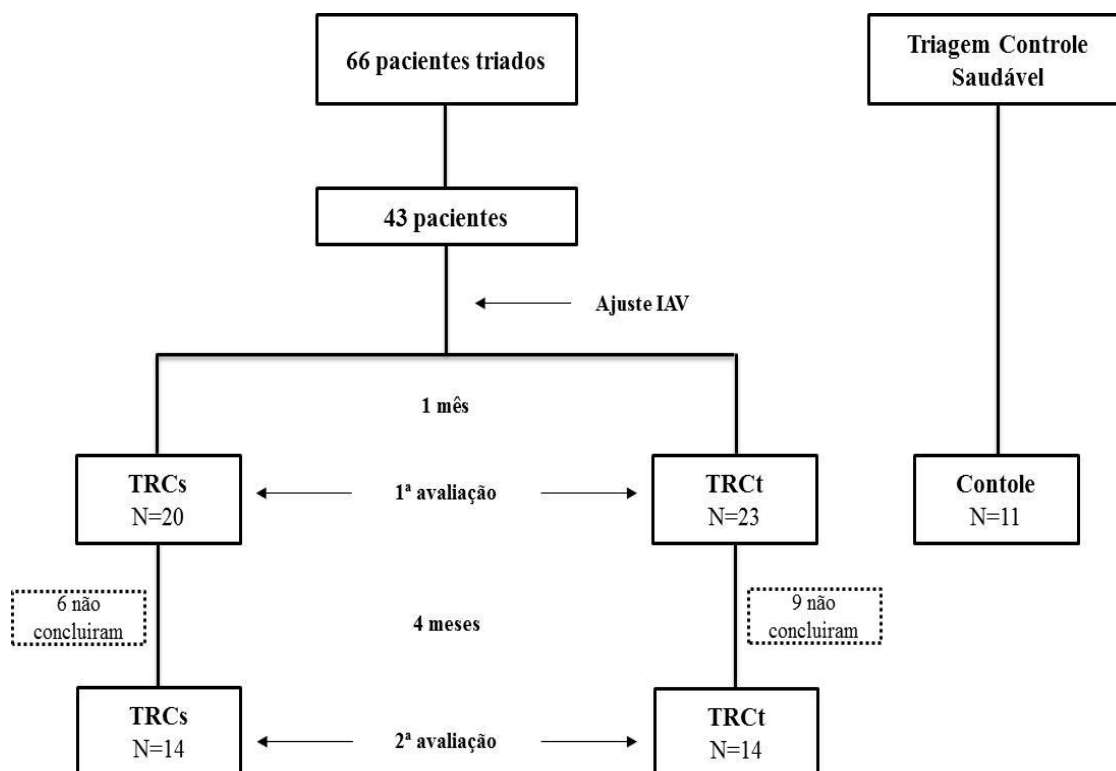 66 pacientes triados
Triagem Controle
Saudável
43 pacientes
Ajuste IAV
1 mês
TRCs
N=20
1ª avaliação
TRCt
N=23
Contole
N=11
6 não
concluiram
4 meses
9 não
concluiram
TRCs
N=14
2ª avaliação
TRCt
N=14